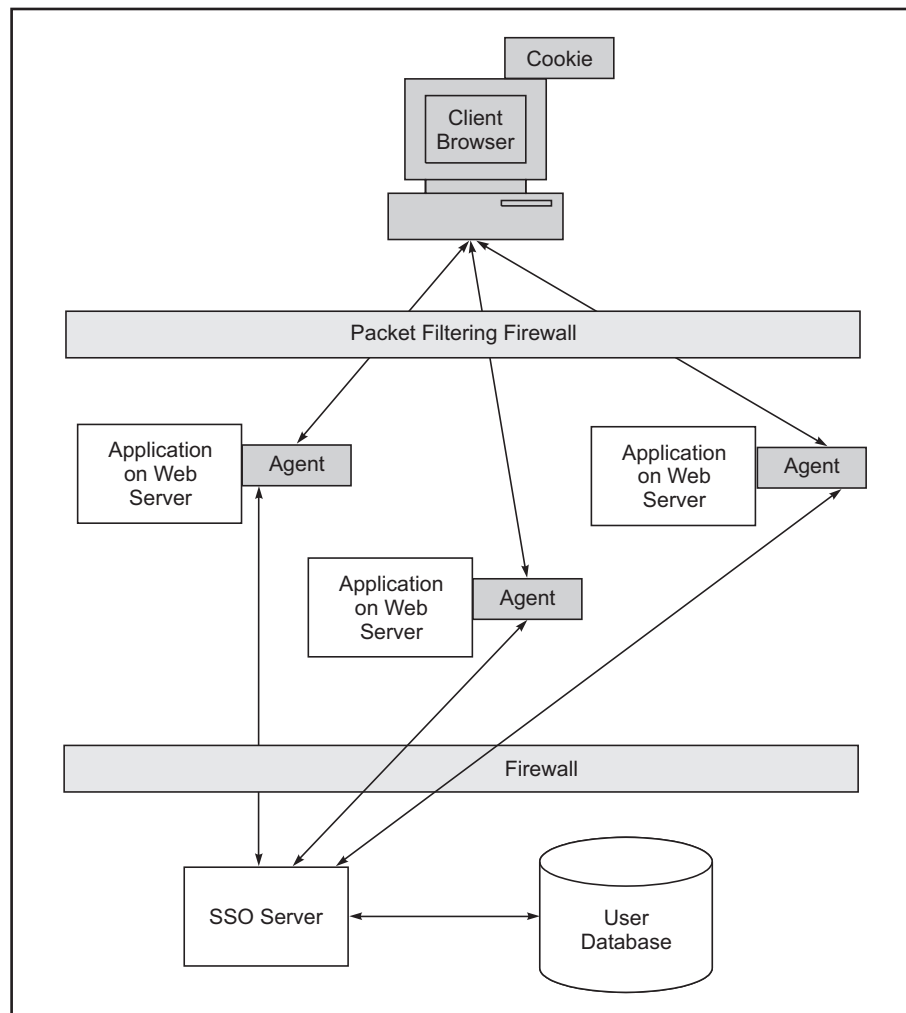 Cookie
Client
Browser
Packet Filtering Firewall
Application
on Web
Server
Agent
Application
on Web
Server
Agent
Application
on Web
Server
Agent
Firewall
SSO Server
User
Database